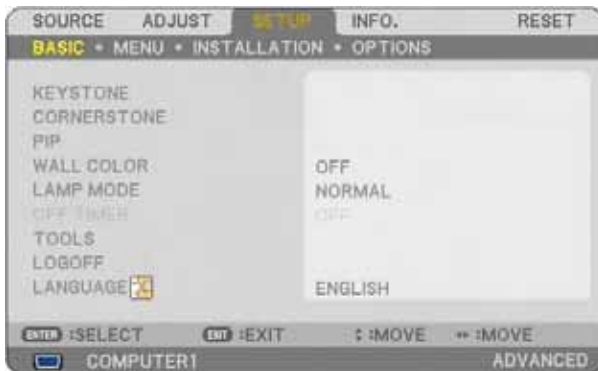 SOURCE ADJUST SETUP INFO. RESET
BASIC • MENU • INSTALLATION • OPTIONS
KEYSTONE
CORNERSTONE
PIP
WALL COLOR OFF
LAMP MODE NORMAL
OFF TIMER OFF
TOOLS
LOGOFF
LANGUAGE ENGLISH
ENTER :SELECT EXIT :EXIT ↕ :MOVE ↔ :MOVE
COMPUTER1 ADVANCED